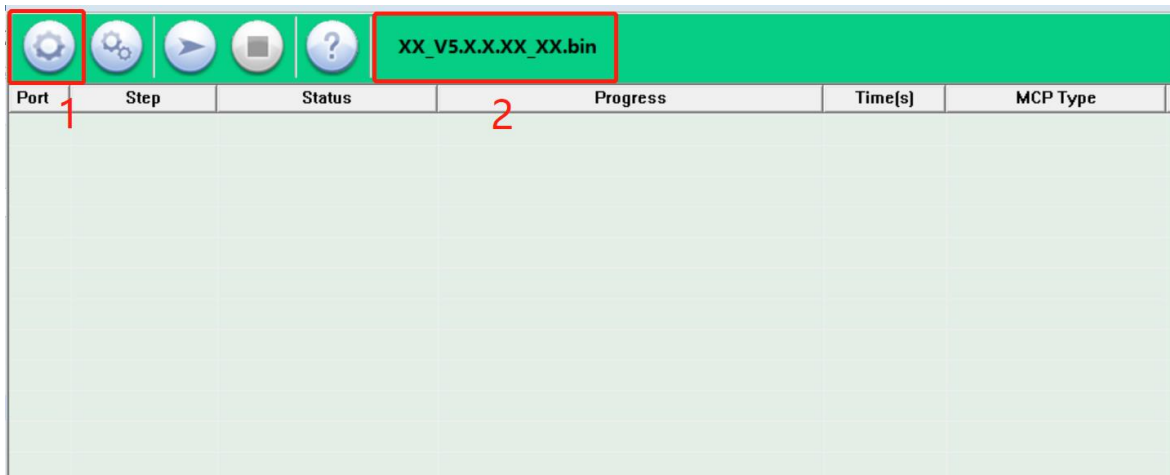 XX_V5.X.X.XX_XX.bin
Port Step Status Progress Time(s) MCP Type
1 2